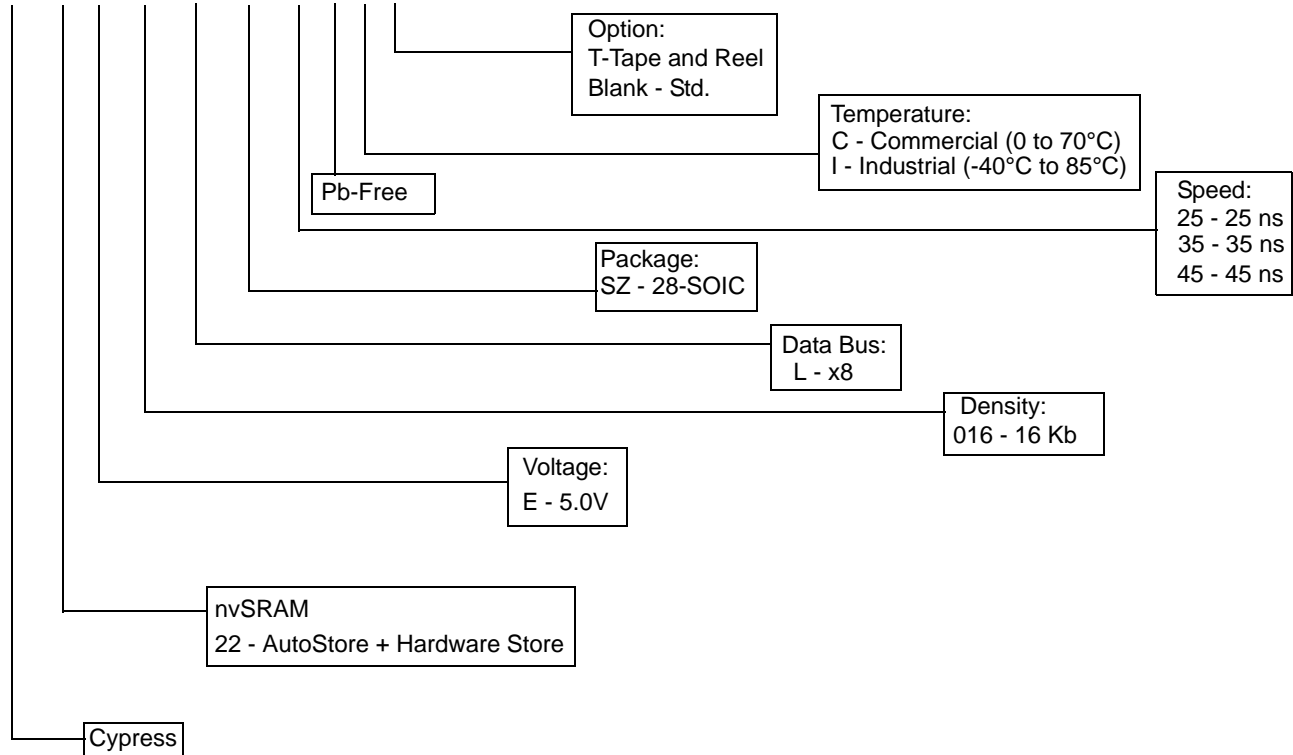 Option:
T-Tape and Reel
Blank - Std.
Temperature:
C - Commercial (0 to 70°C)
I - Industrial (-40°C to 85°C)
Pb-Free
Speed:
25 - 25 ns
35 - 35 ns
45 - 45 ns
Package:
SZ - 28-SOIC
Data Bus:
L - x8
Density:
016 - 16 Kb
Voltage:
E - 5.0V
nvSRAM
22 - AutoStore + Hardware Store
Cypress